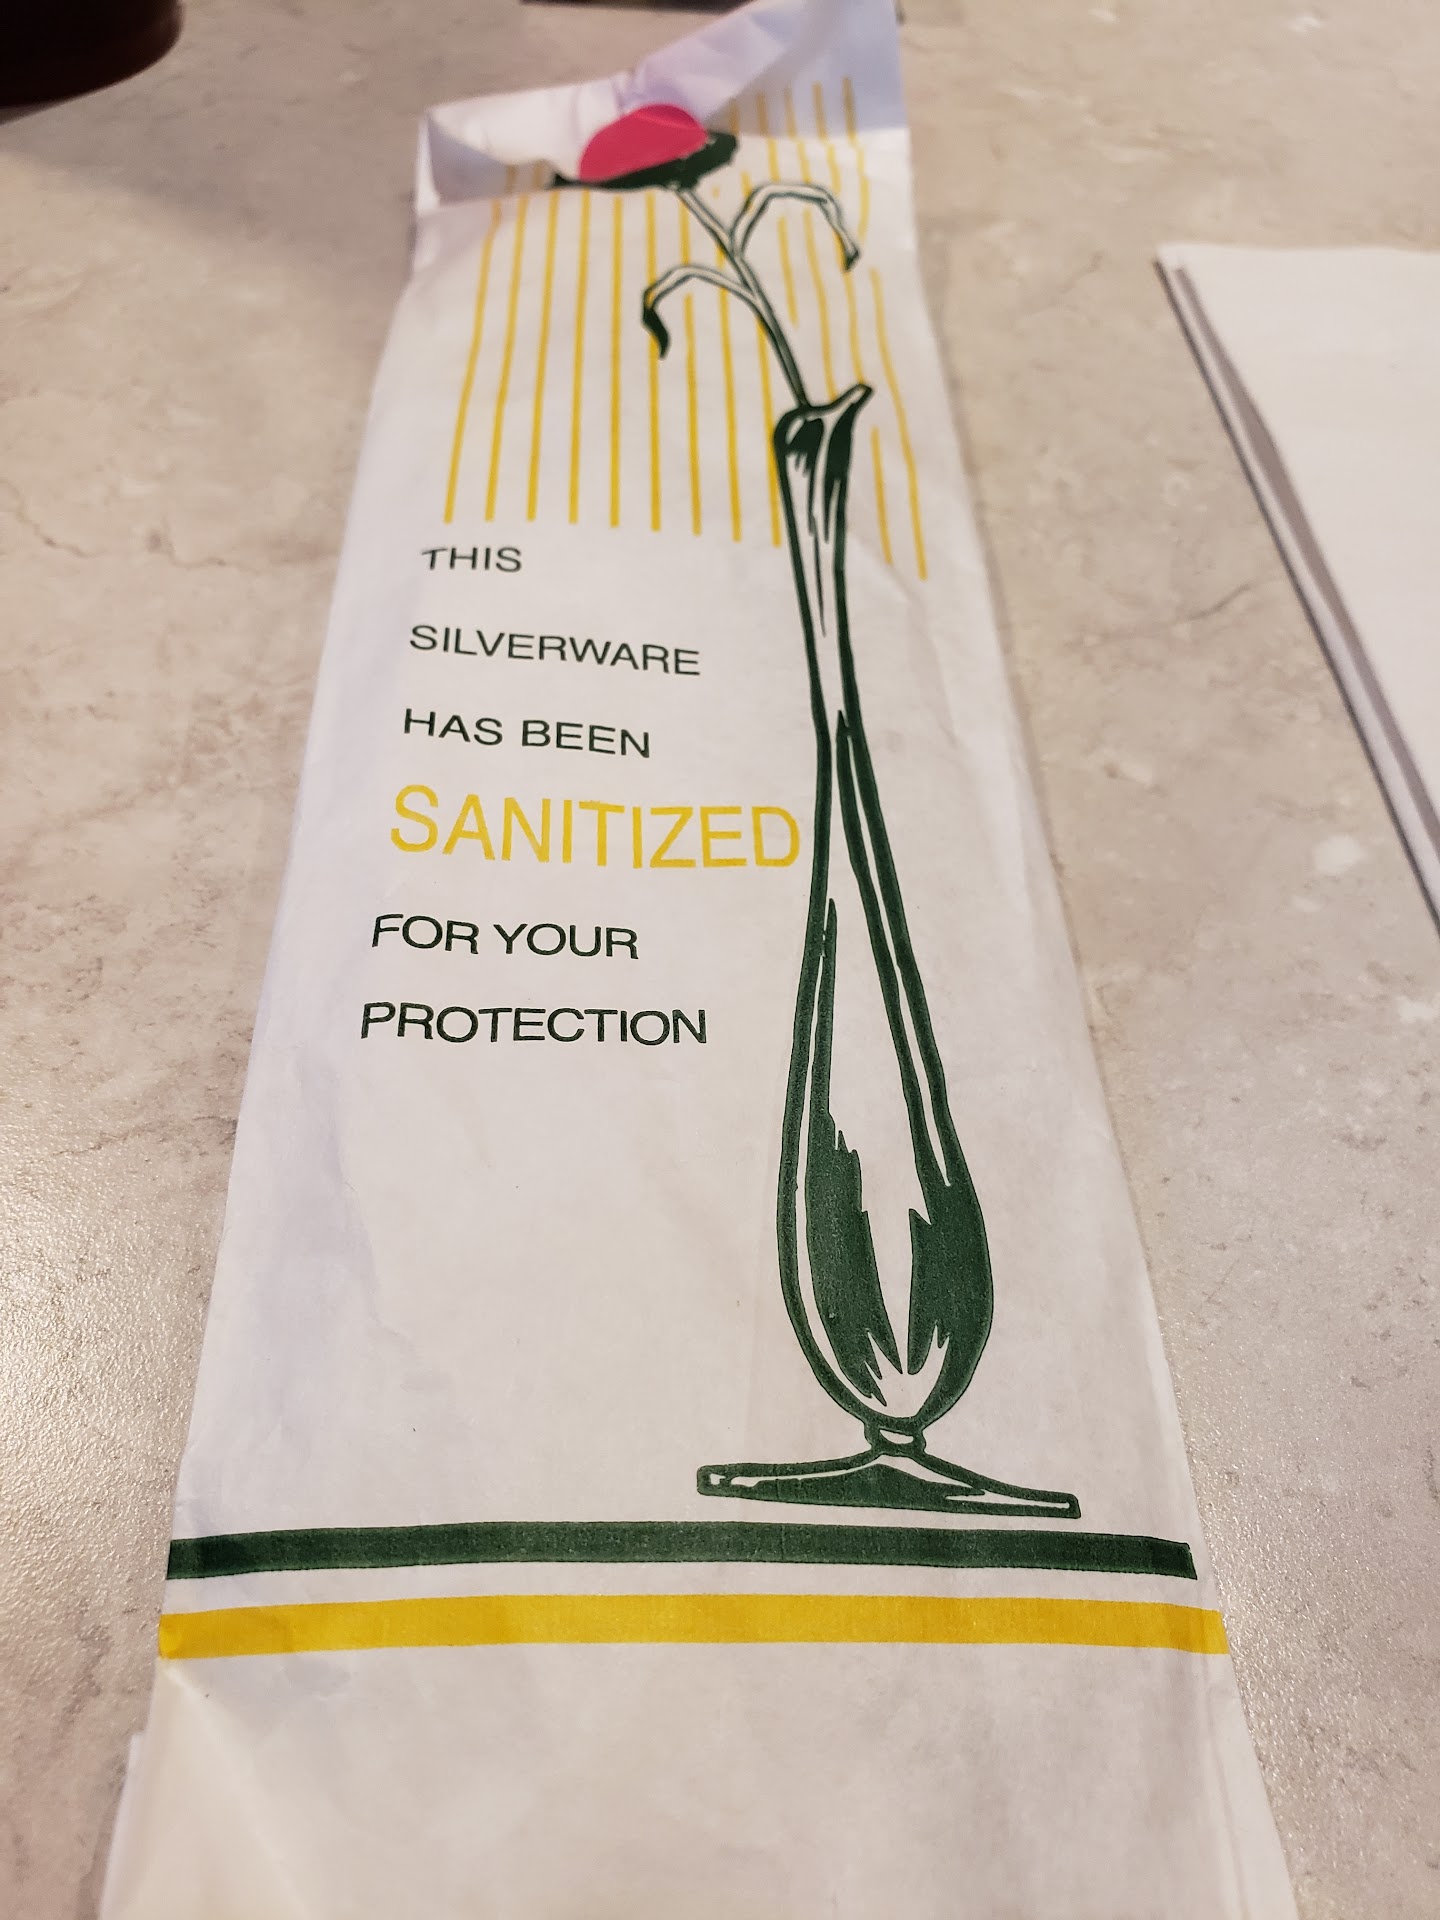 THIS
SILVERWARE
HAS BEEN
SANITIZED
FOR YOUR
PROTECTION